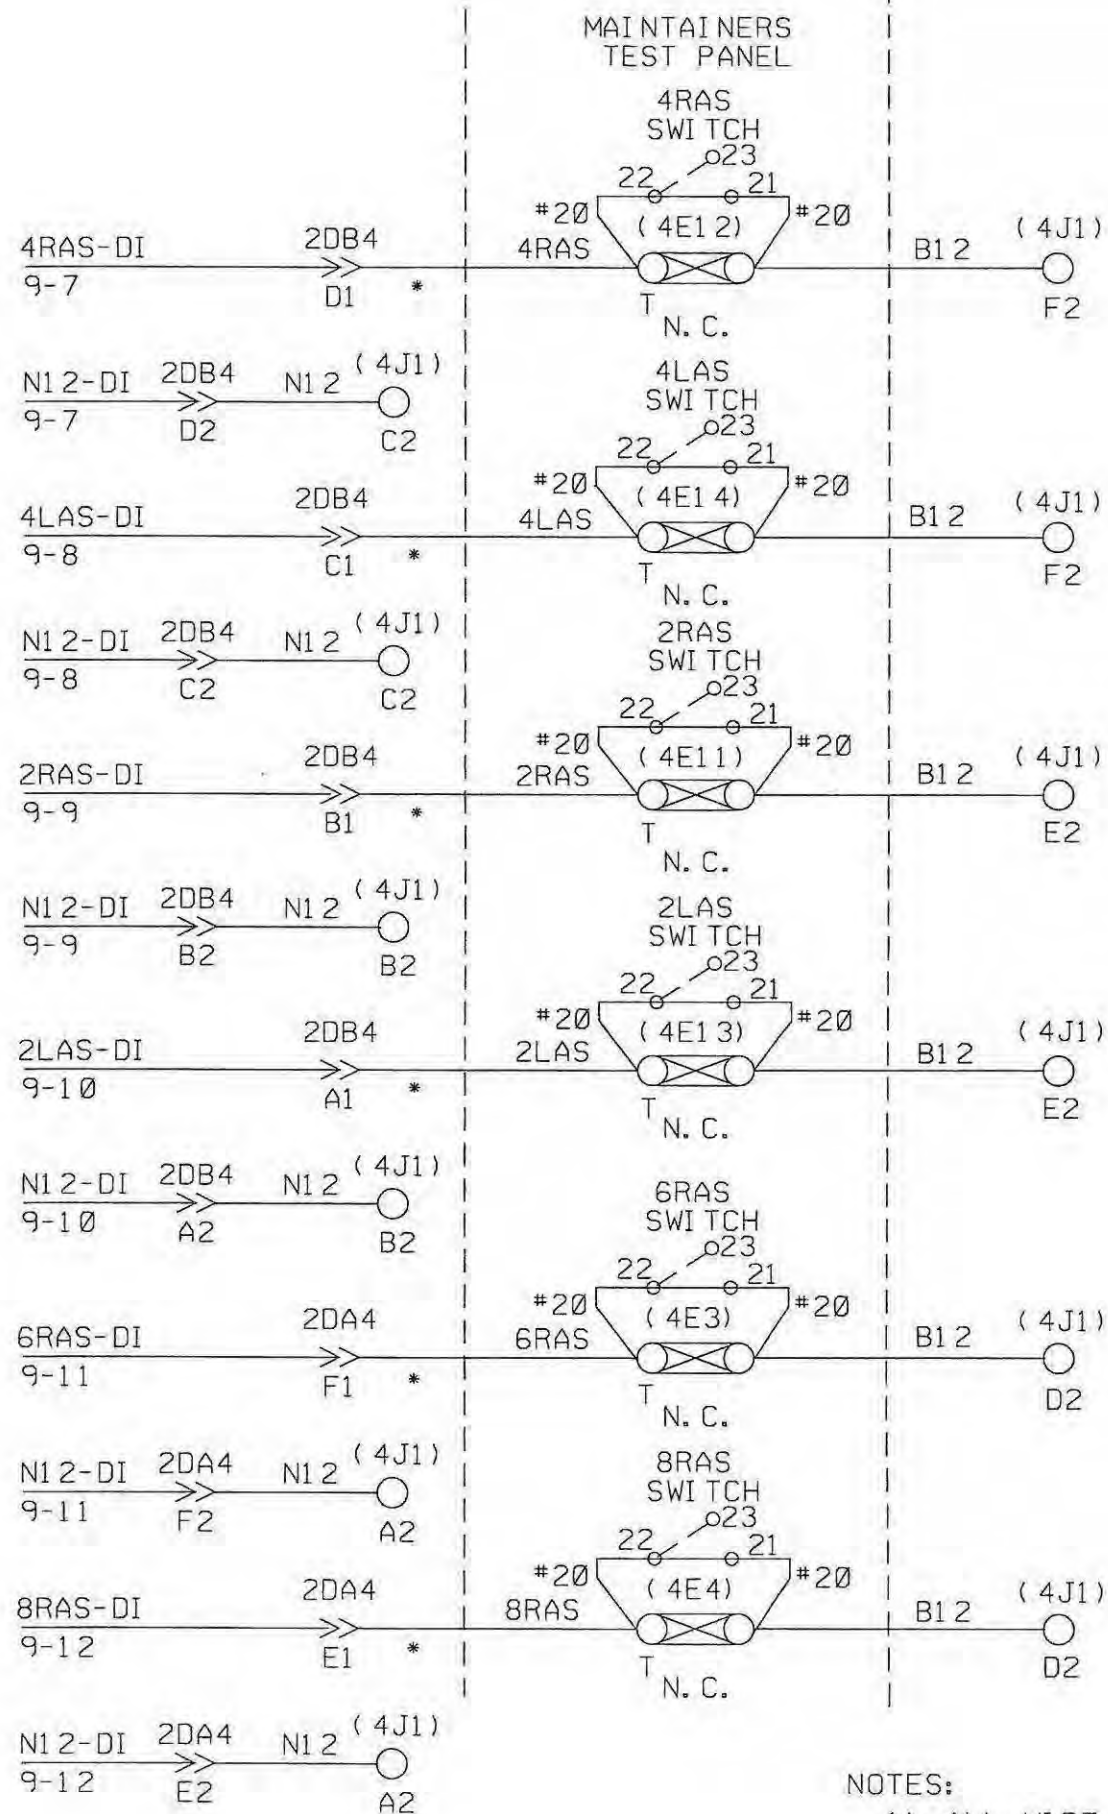 MAINTAINERS
TEST PANEL
4RAS
SWITCH
23
22 21
#20 (4E12) #20
4RAS-DI 2DB4 4RAS B12 (4J1)
9-7 D1 * T F2
N.C.
N12-DI 2DB4 N12 (4J1)
9-7 D2 C2
4LAS
SWITCH
23
22 21
#20 (4E14) #20
4LAS-DI 2DB4 4LAS B12 (4J1)
9-8 C1 * T F2
N.C.
N12-DI 2DB4 N12 (4J1)
9-8 C2 C2
2RAS
SWITCH
23
22 21
#20 (4E11) #20
2RAS-DI 2DB4 2RAS B12 (4J1)
9-9 B1 * T E2
N.C.
N12-DI 2DB4 N12 (4J1)
9-9 B2 B2
2LAS
SWITCH
23
22 21
#20 (4E13) #20
2LAS-DI 2DB4 2LAS B12 (4J1)
9-10 A1 * T E2
N.C.
N12-DI 2DB4 N12 (4J1)
9-10 A2 B2
6RAS
SWITCH
23
22 21
#20 (4E3) #20
6RAS-DI 2DA4 6RAS B12 (4J1)
9-11 F1 * T D2
N.C.
N12-DI 2DA4 N12 (4J1)
9-11 F2 A2
8RAS
SWITCH
23
22 21
#20 (4E4) #20
8RAS-DI 2DA4 8RAS B12 (4J1)
9-12 E1 * T D2
N.C.
N12-DI 2DA4 N12 (4J1)
9-12 E2 A2
NOTES: